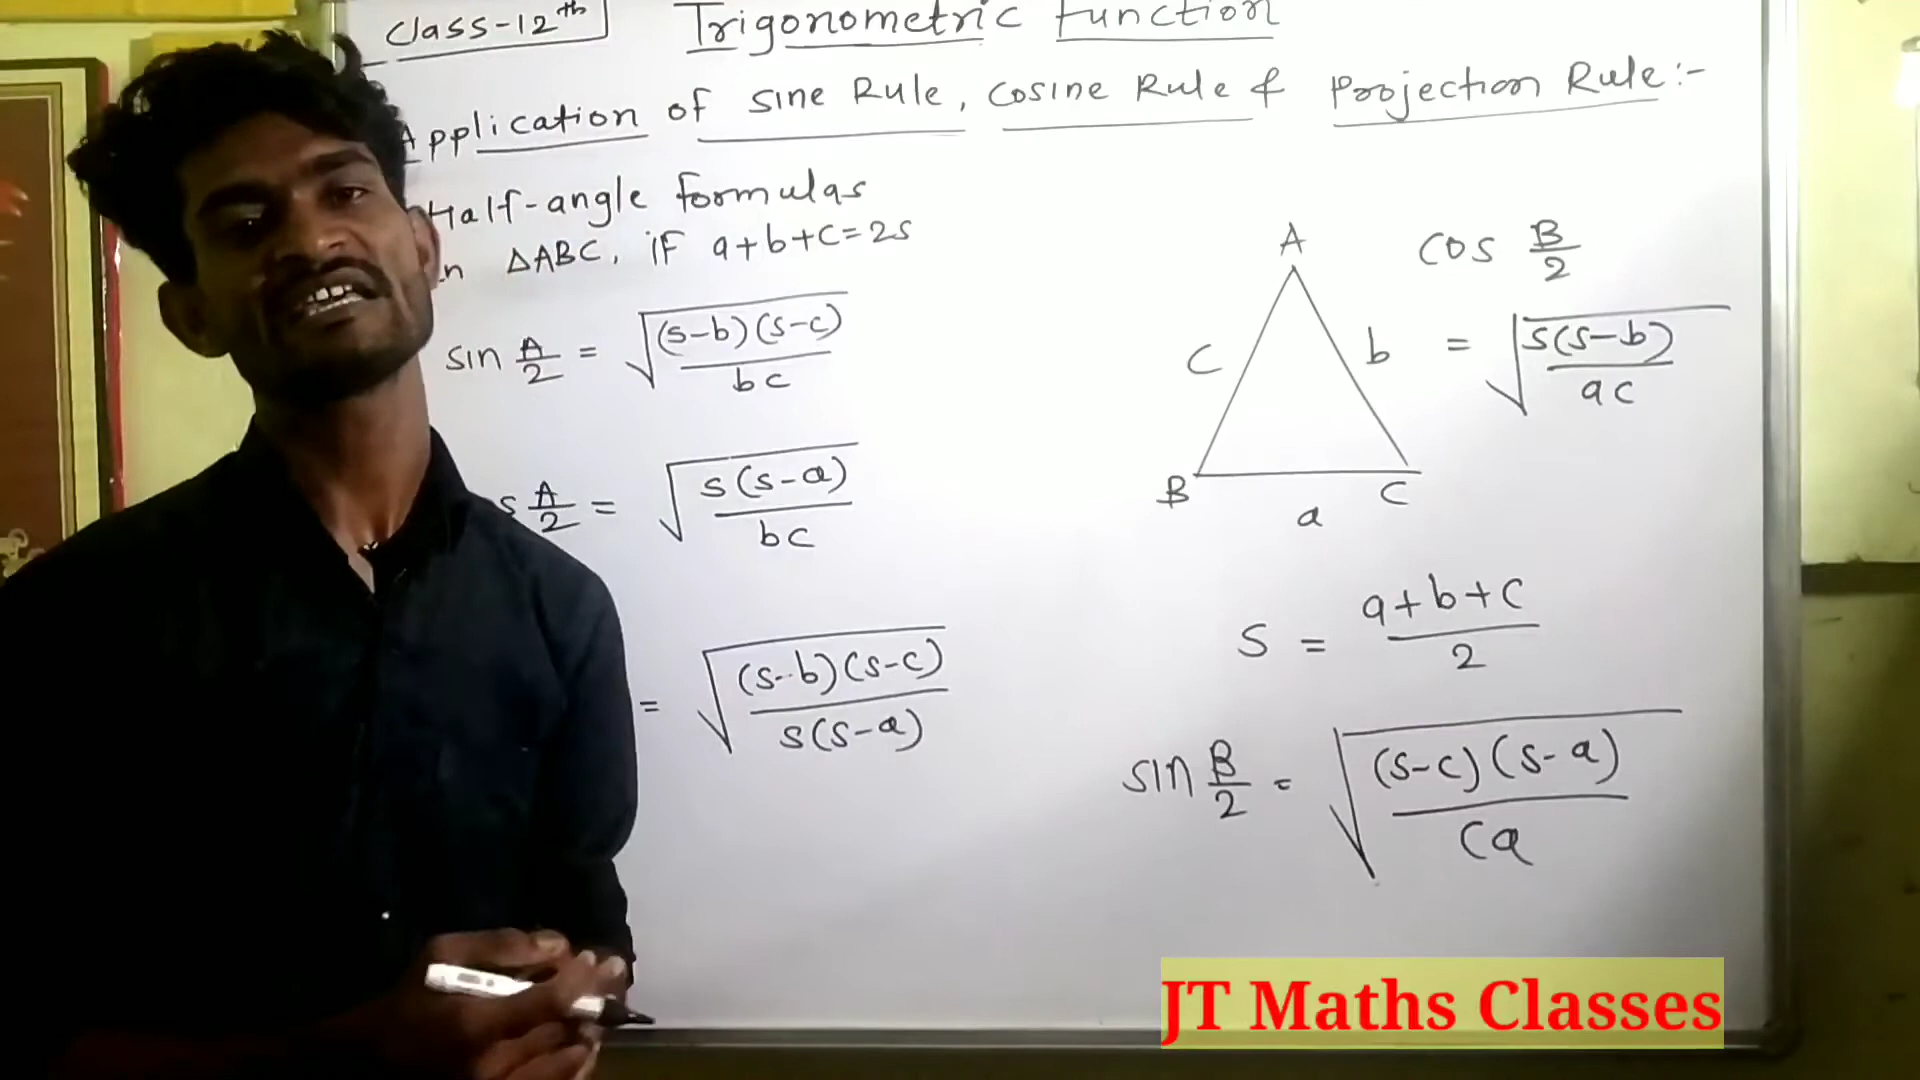 Class-12th Trigonometric function
Application of sine Rule, Cosine Rule & Projection Rule:-
Half-angle formulas
In ΔABC, if a+b+c=2s
sin A/2 = √((s-b)(s-c)/bc)
s A/2 = √(s(s-a)/bc)
= √((s-b)(s-c)/s(s-a))
A
cos B/2
c
b
= √(s(s-b)/ac)
B
C
a
s = a+b+c/2
sin B/2 = √((s-c)(s-a)/ca)
JT Maths Classes